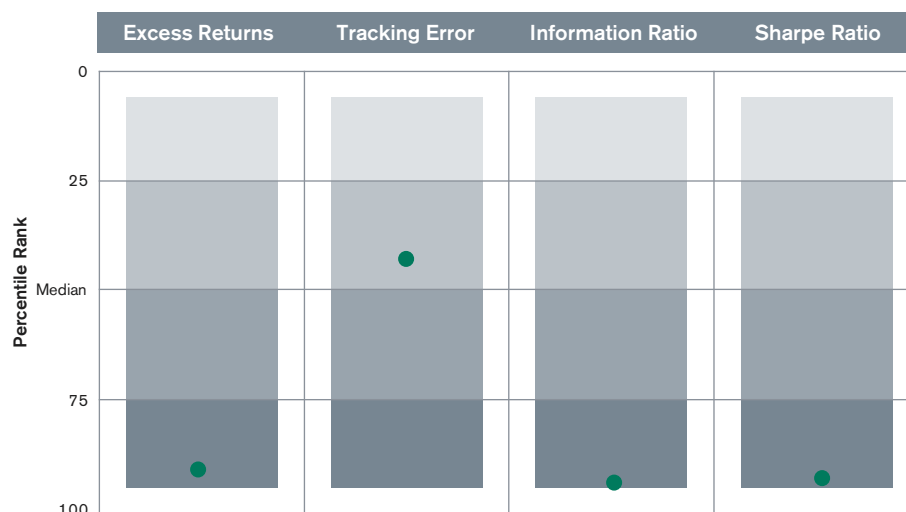 Excess Returns
Tracking Error
Information Ratio
Sharpe Ratio
Percentile Rank
0
25
Median
75
100